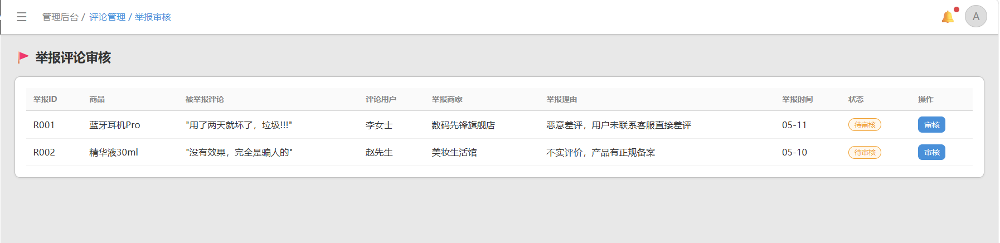 管理后台 / 评论管理 / 举报审核
A
举报评论审核
举报ID 商品 被举报评论 评论用户 举报商家 举报理由 举报时间 状态 操作
R001 蓝牙耳机Pro "用了两天就坏了，垃圾!!!" 李女士 数码先锋旗舰店 恶意差评，用户未联系客服直接差评 05-11 待审核 审核
R002 精华液30ml "没有效果，完全是骗人的" 赵先生 美妆生活馆 不实评价，产品有正规备案 05-10 待审核 审核